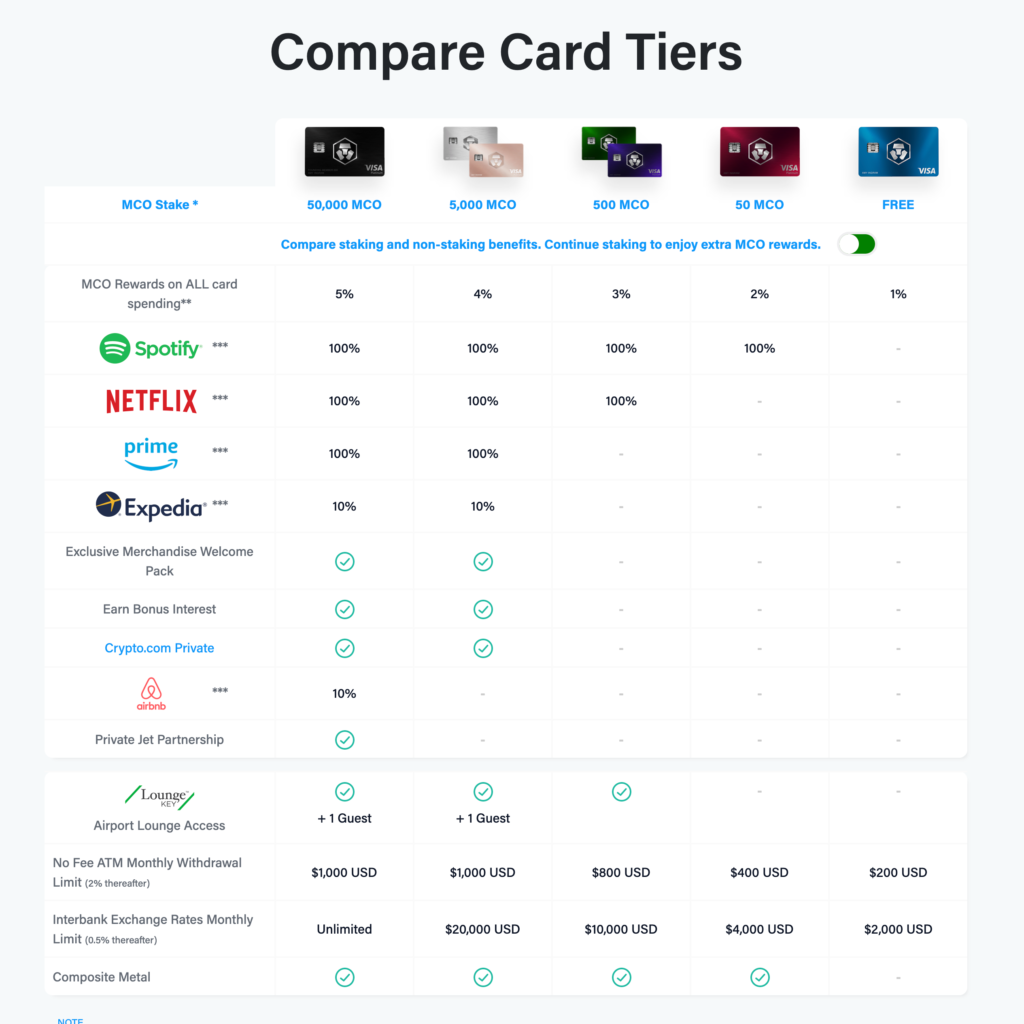 Compare Card Tiers
VISA VISA VISA VISA
MCO Stake * 50,000 MCO 5,000 MCO 500 MCO 50 MCO FREE
Compare staking and non-staking benefits. Continue staking to enjoy extra MCO rewards.
MCO Rewards on ALL card
spending** 5% 4% 3% 2% 1%
Spotify *** 100% 100% 100% 100% -
NETFLIX *** 100% 100% 100% - -
prime *** 100% 100% - - -
Expedia *** 10% 10% - - -
Exclusive Merchandise Welcome
Pack - - -
Earn Bonus Interest - - -
Crypto.com Private - - -
airbnb *** 10% - - - -
Private Jet Partnership - - - -
Lounge KEY - -
Airport Lounge Access + 1 Guest + 1 Guest
No Fee ATM Monthly Withdrawal
Limit (2% thereafter) $1,000 USD $1,000 USD $800 USD $400 USD $200 USD
Interbank Exchange Rates Monthly
Limit (0.5% thereafter) Unlimited $20,000 USD $10,000 USD $4,000 USD $2,000 USD
Composite Metal -
NOTE